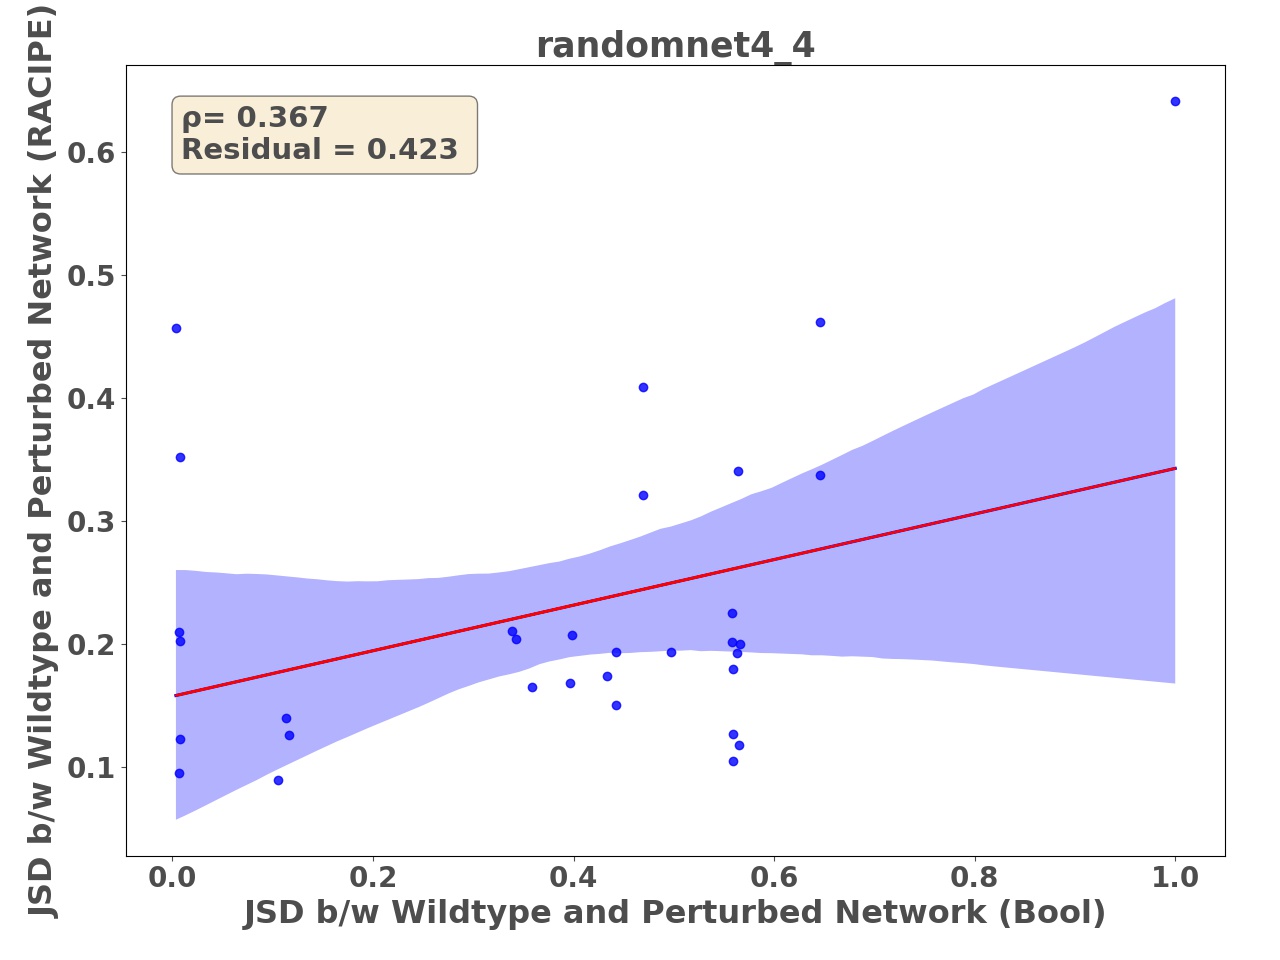 randomnet4_4
ρ= 0.367
Residual = 0.423
JSD b/w Wildtype and Perturbed Network (RACIPE)
0.6
0.5
0.4
0.3
0.2
0.1
0.0 0.2 0.4 0.6 0.8 1.0
JSD b/w Wildtype and Perturbed Network (Bool)